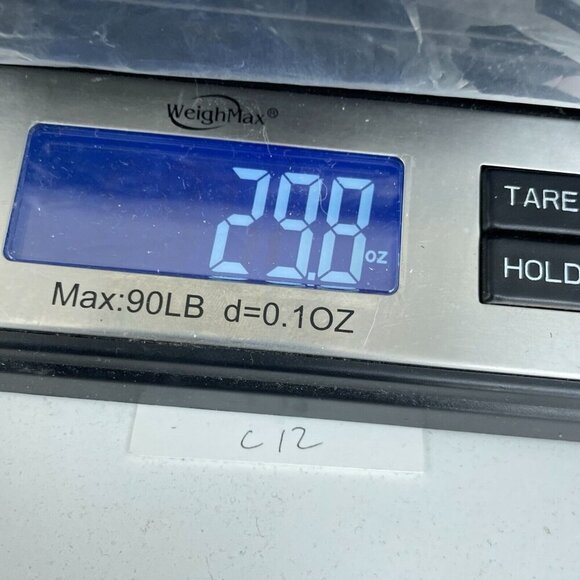 WeighMax®
29.8 oz
TARE
HOLD
Max:90LB d=0.1OZ
C12